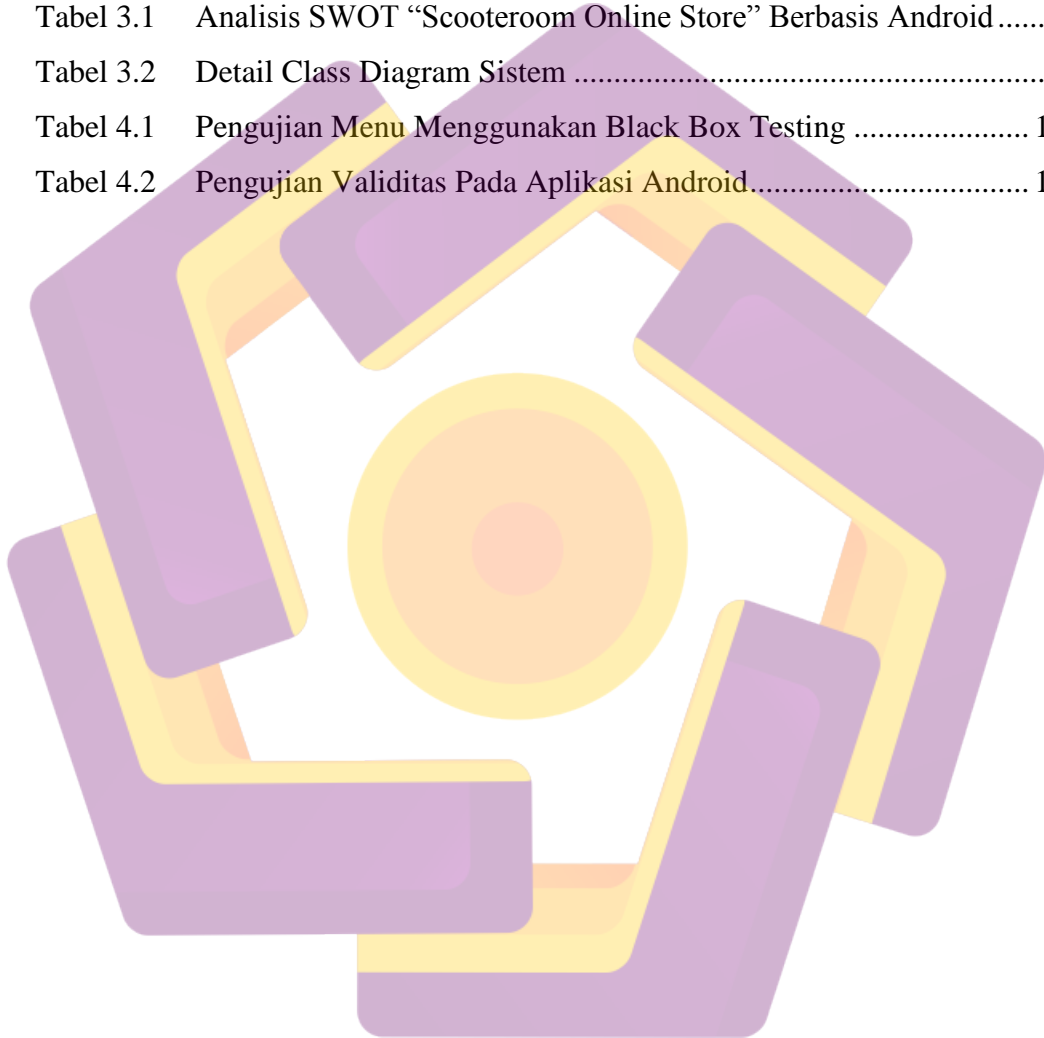 Tabel 3.1 Analisis SWOT “Scooteroom Online Store” Berbasis Android ......
Tabel 3.2 Detail Class Diagram Sistem ..........................................................
Tabel 4.1 Pengujian Menu Menggunakan Black Box Testing ..................... 1
Tabel 4.2 Pengujian Validitas Pada Aplikasi Android.................................. 1